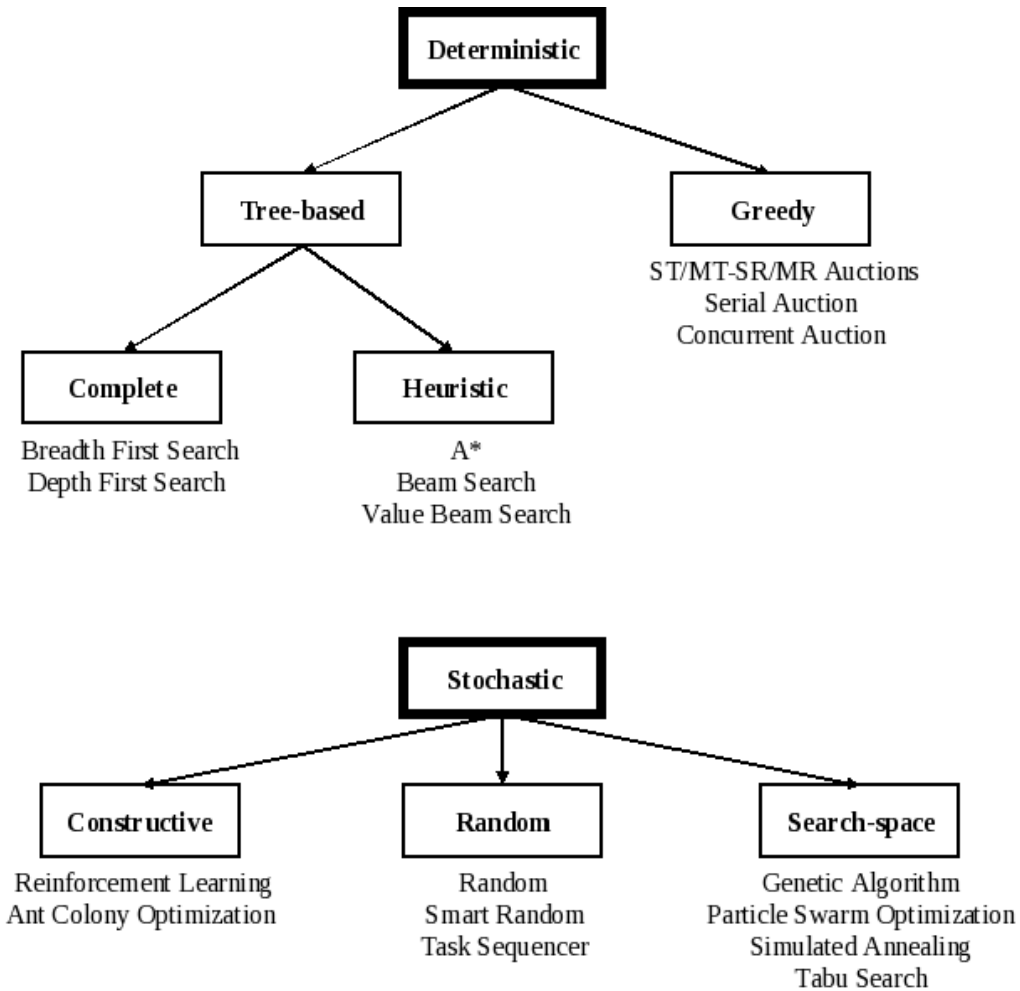 Deterministic
Tree-based
Greedy
ST/MT-SR/MR Auctions
Serial Auction
Concurrent Auction
Complete
Heuristic
Breadth First Search
Depth First Search
A*
Beam Search
Value Beam Search
Stochastic
Constructive
Random
Search-space
Reinforcement Learning
Ant Colony Optimization
Random
Smart Random
Task Sequencer
Genetic Algorithm
Particle Swarm Optimization
Simulated Annealing
Tabu Search